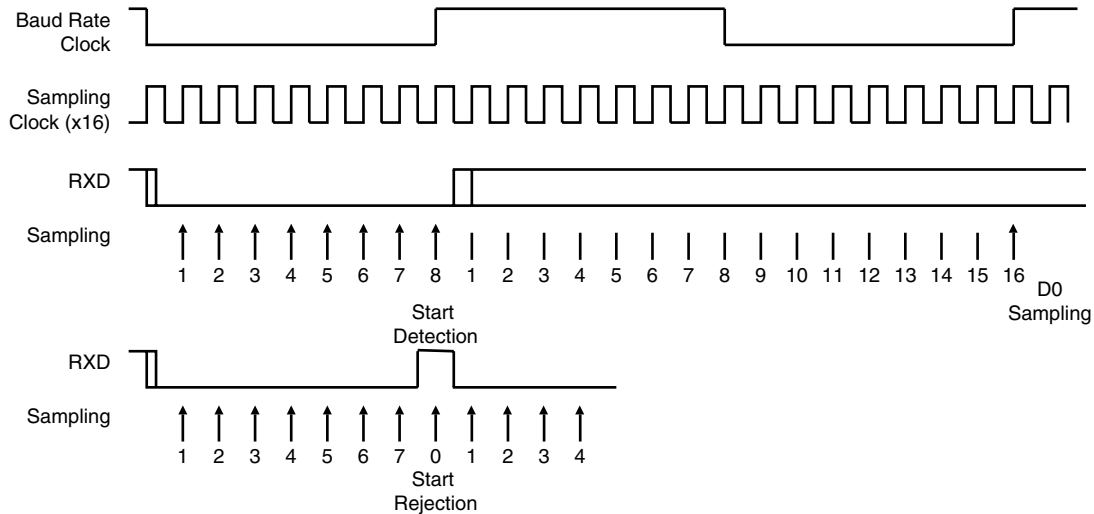 Baud Rate
Clock
Sampling
Clock (x16)
RXD
Sampling
1 2 3 4 5 6 7 8 1 2 3 4 5 6 7 8 9 10 11 12 13 14 15 16
D0
Sampling
Start
Detection
RXD
Sampling
1 2 3 4 5 6 7 0 1 2 3 4
Start
Rejection